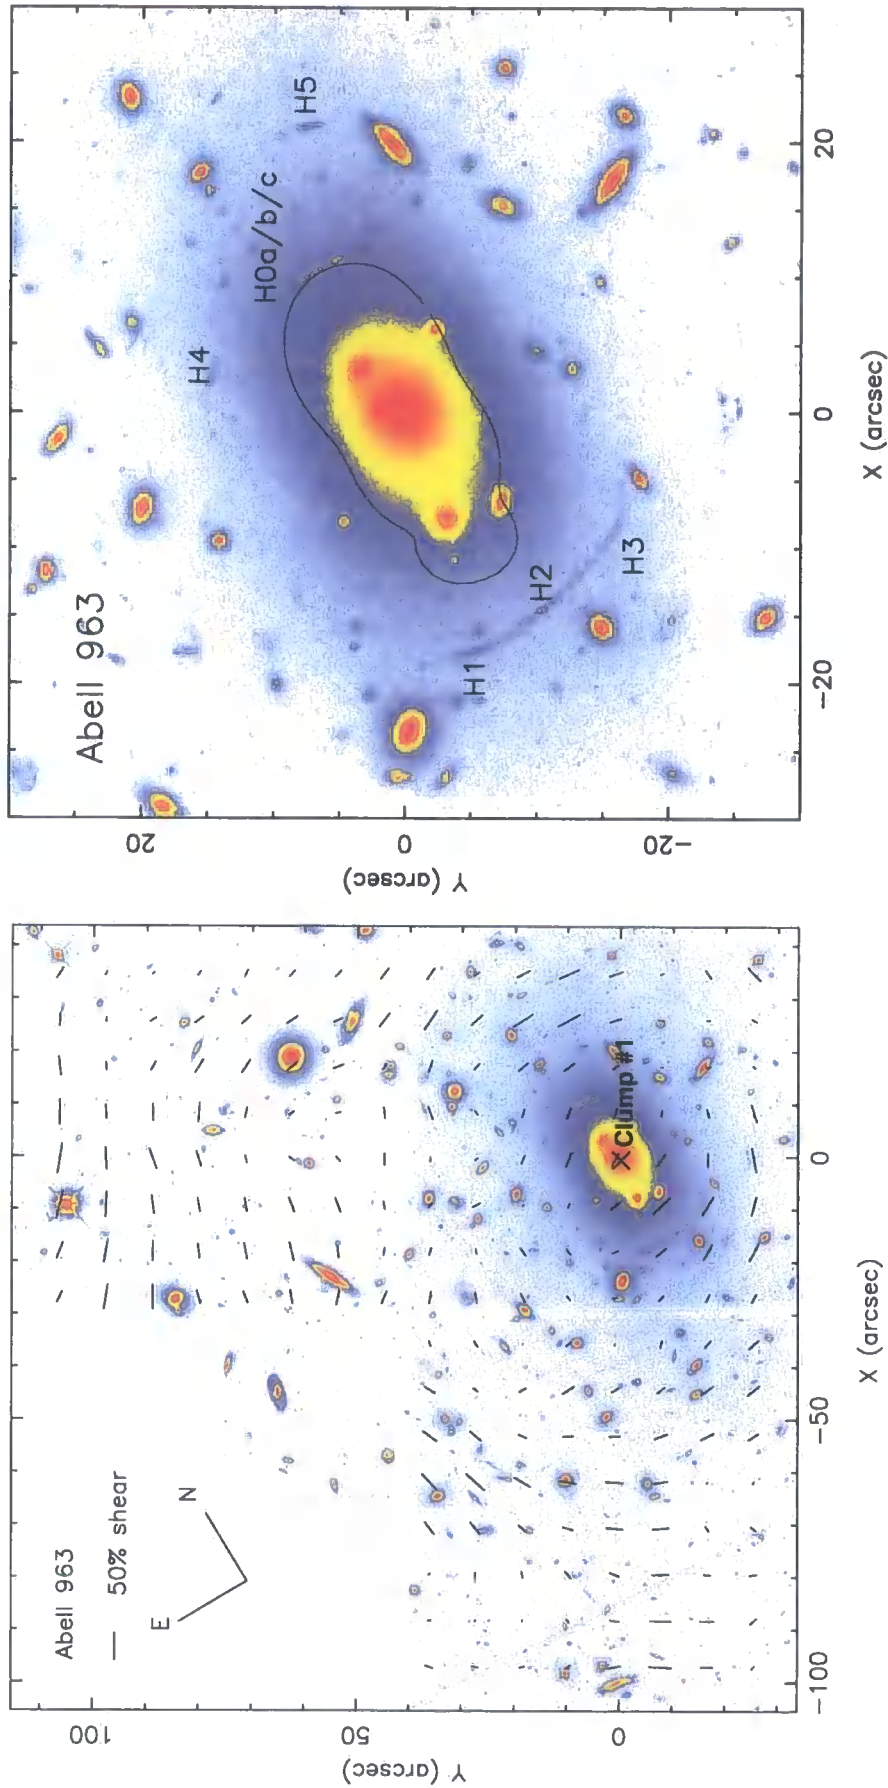 Abell 963
50% shear
E
N
Clump #1
100
50
0
Y (arcsec)
-100
-50
0
X (arcsec)
Abell 963
H4
H5
H0a/b/c
H1
H2
H3
20
0
-20
Y (arcsec)
-20
0
20
X (arcsec)